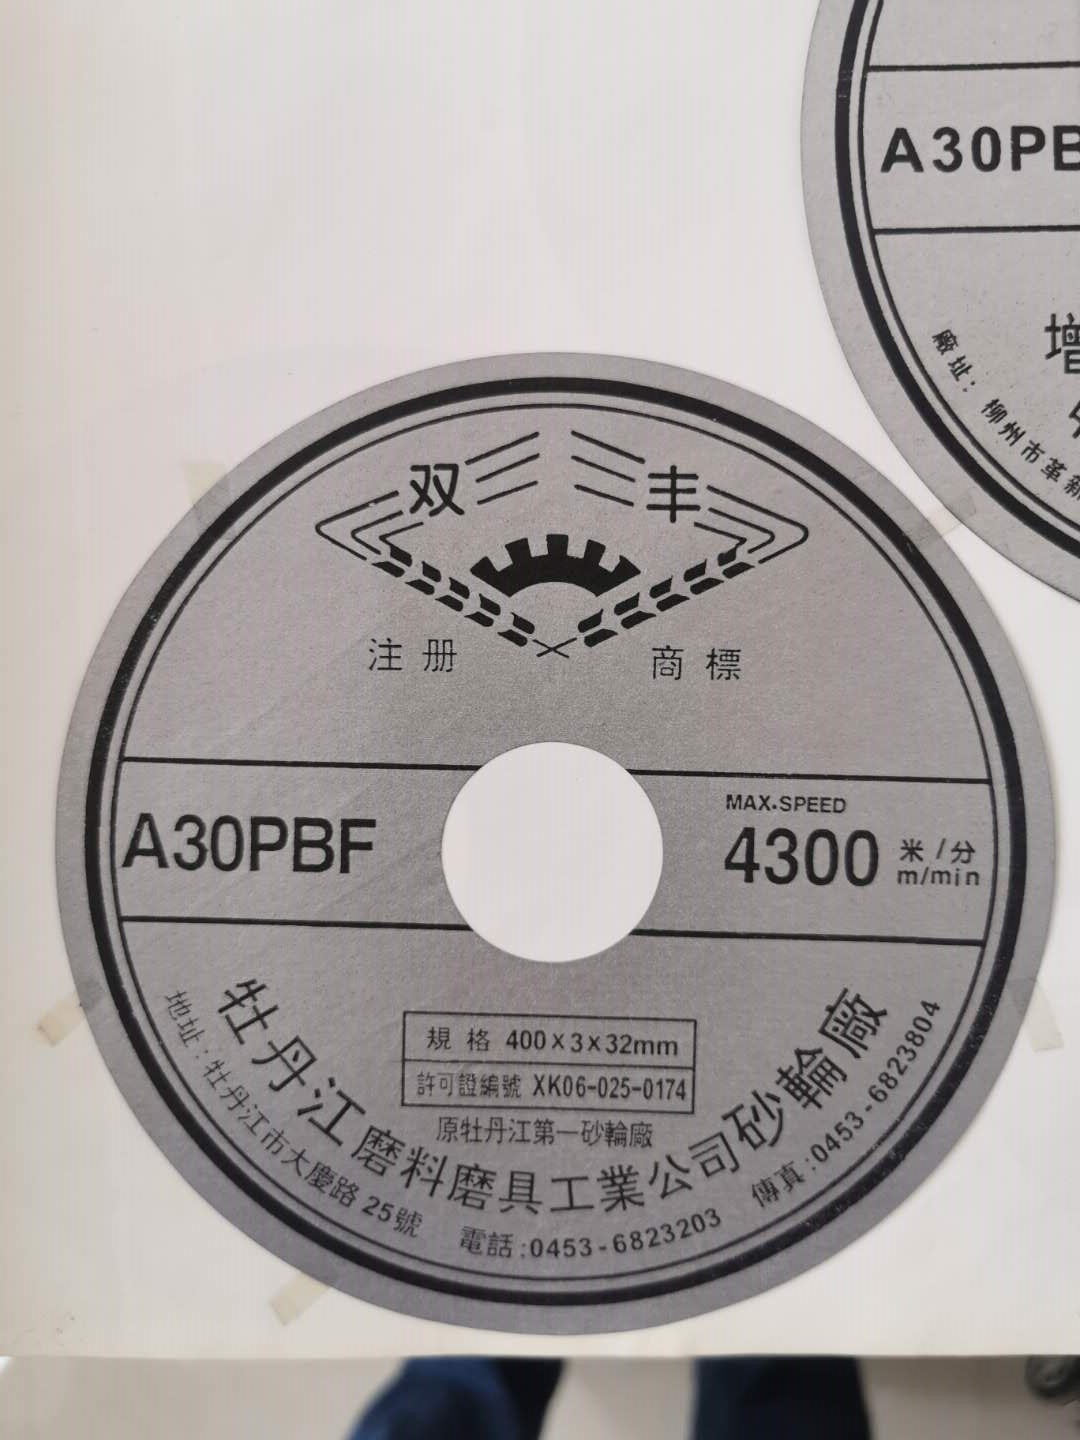 A30PB
增
廠址：柳州市革新
双丰
注册 商標
A30PBF
MAX.SPEED
4300 米/分
m/min
規格 400×3×32mm
許可證編號 XK06-025-0174
原牡丹江第一砂輪廠
牡丹江磨料磨具工業公司砂輪廠
地址:牡丹江市大慶路25號 電話:0453-6823203 傳真:0453-6823804